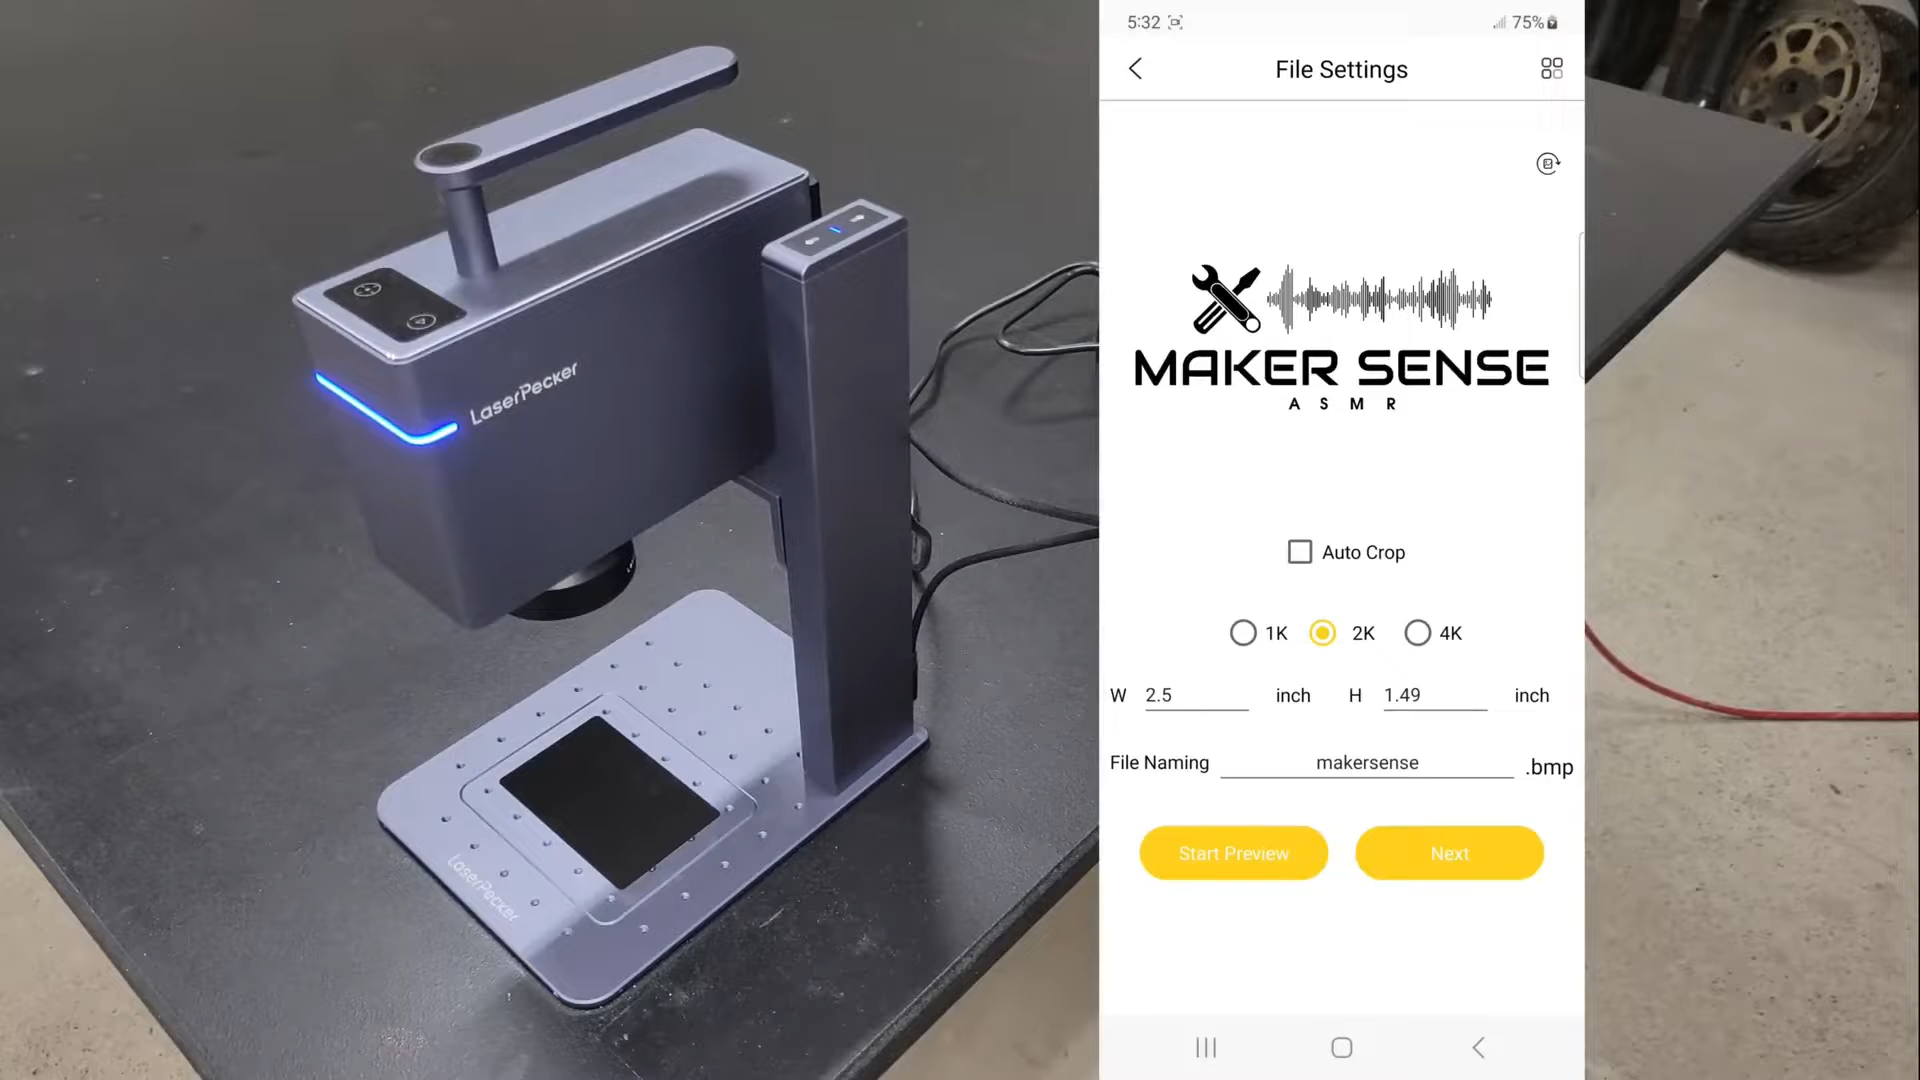 LaserPecker
LaserPecker
5:32
75%
File Settings
MAKER SENSE
ASMR
Auto Crop
1K 2K 4K
W 2.5 inch H 1.49 inch
File Naming makersense .bmp
Start Preview Next